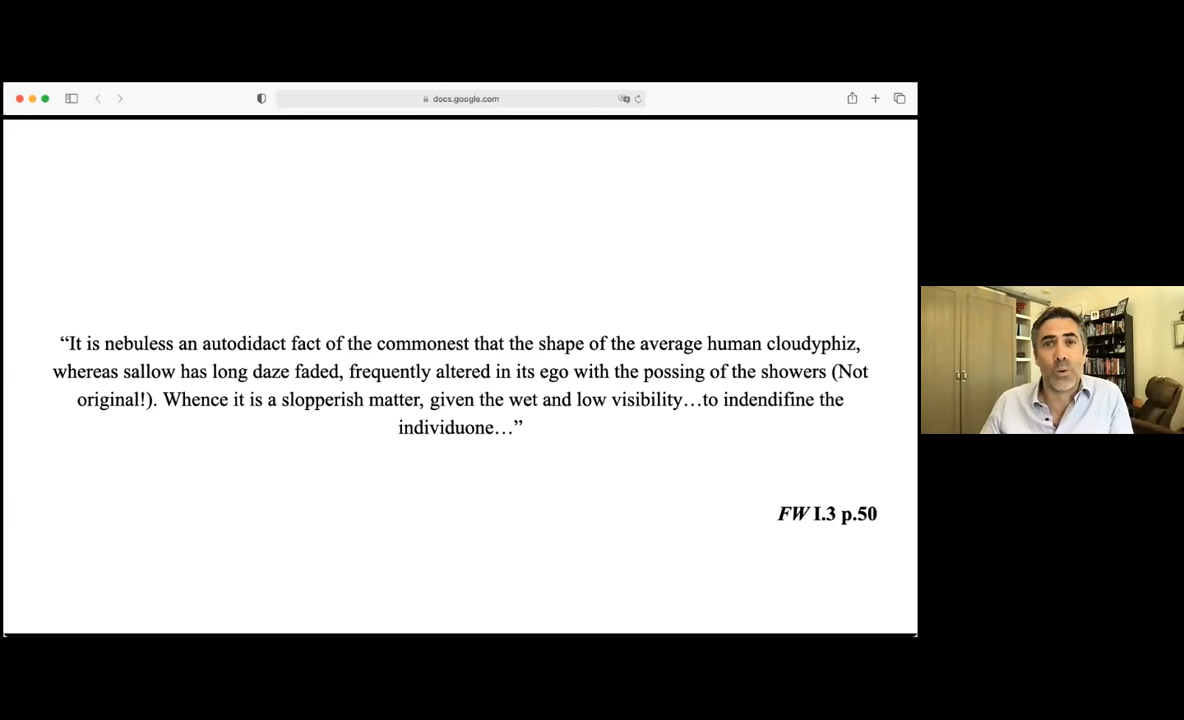 docs.google.com
“It is nebuless an autodidact fact of the commonest that the shape of the average human cloudyphiz,
whereas sallow has long daze faded, frequently altered in its ego with the possing of the showers (Not
original!). Whence it is a slopperish matter, given the wet and low visibility…to indendifine the
individuone…”
FW I.3 p.50